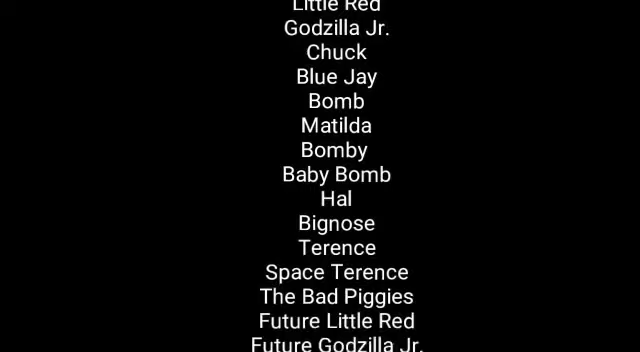 Little Red
Godzilla Jr.
Chuck
Blue Jay
Bomb
Matilda
Bomby
Baby Bomb
Hal
Bignose
Terence
Space Terence
The Bad Piggies
Future Little Red
Future Godzilla Jr.